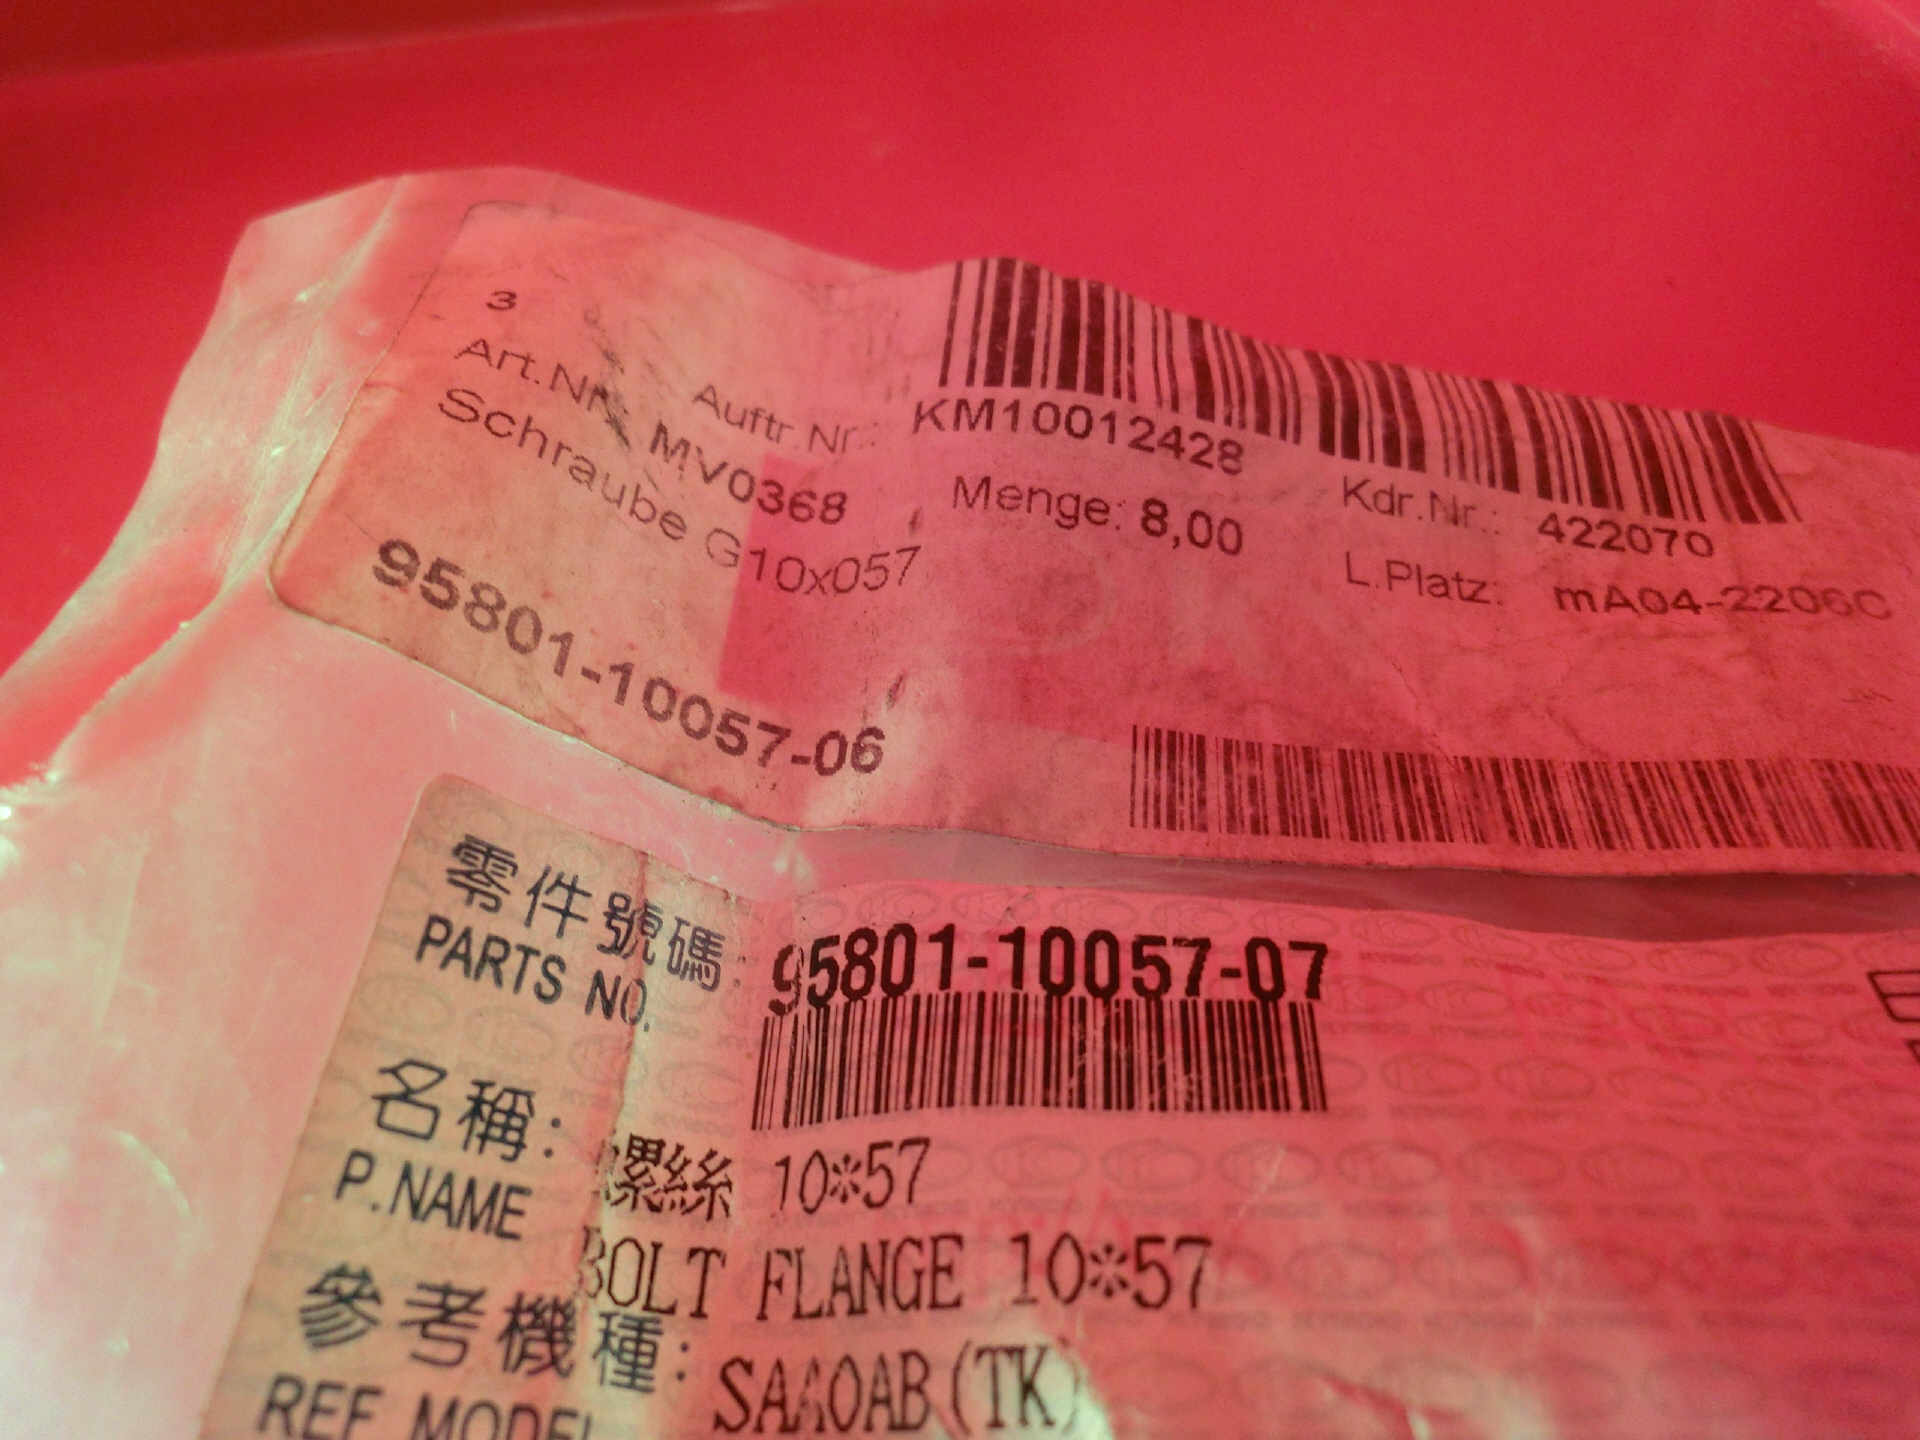 3
Auftr.Nr.: KM10012428
Art.Nr.: MV0368 Menge: 8,00 Kdr.Nr.: 422070
Schraube G10x057 L.Platz: mA04-2206C
95801-10057-06
零件號碼: 95801-10057-07
PARTS NO.
名稱: 螺絲 10*57
P.NAME BOLT FLANGE 10*57
參考機種: (TK)
REF MODEL